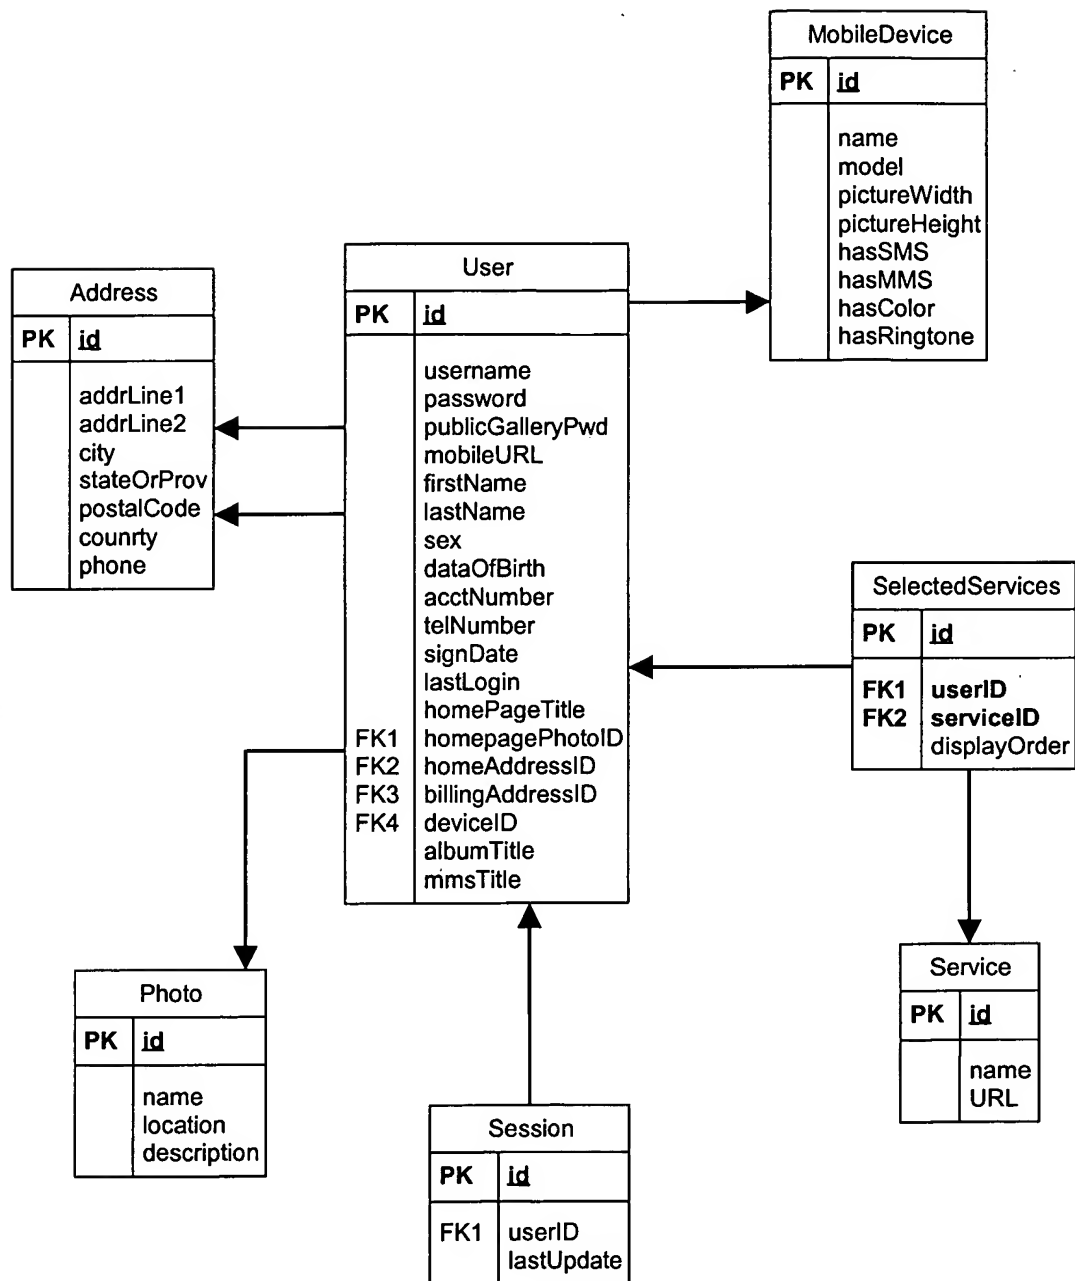 MobileDevice
PK id
name
model
pictureWidth
pictureHeight
hasSMS
hasMMS
hasColor
hasRingtone
User
PK id
username
password
publicGalleryPwd
mobileURL
firstName
lastName
sex
dataOfBirth
acctNumber
telNumber
signDate
lastLogin
homePageTitle
FK1 homepagePhotoID
FK2 homeAddressID
FK3 billingAddressID
FK4 deviceID
albumTitle
mmsTitle
Address
PK id
addrLine1
addrLine2
city
stateOrProv
postalCode
counrty
phone
SelectedServices
PK id
FK1 userID
FK2 serviceID
displayOrder
Service
PK id
name
URL
Photo
PK id
name
location
description
Session
PK id
FK1 userID
lastUpdate